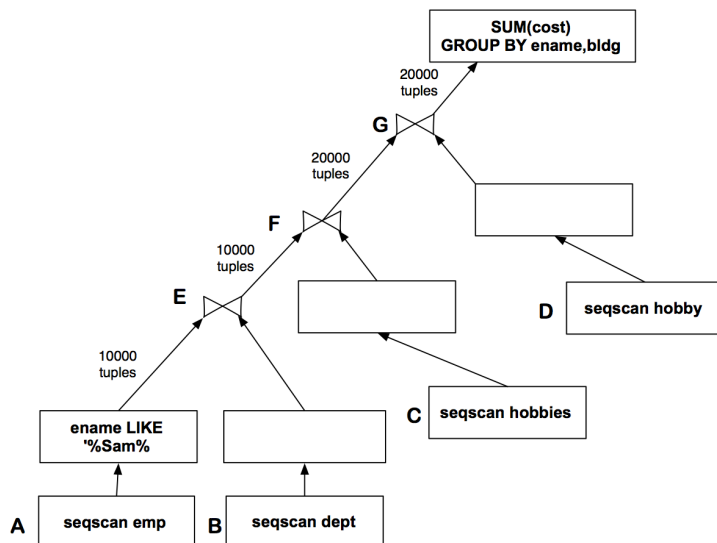 SUM(cost)
GROUP BY ename,bldg
20000
tuples
G
20000
tuples
F
10000
tuples
E
D
seqscan hobby
10000
tuples
C
seqscan hobbies
ename LIKE
'%Sam%
A
seqscan emp
B
seqscan dept